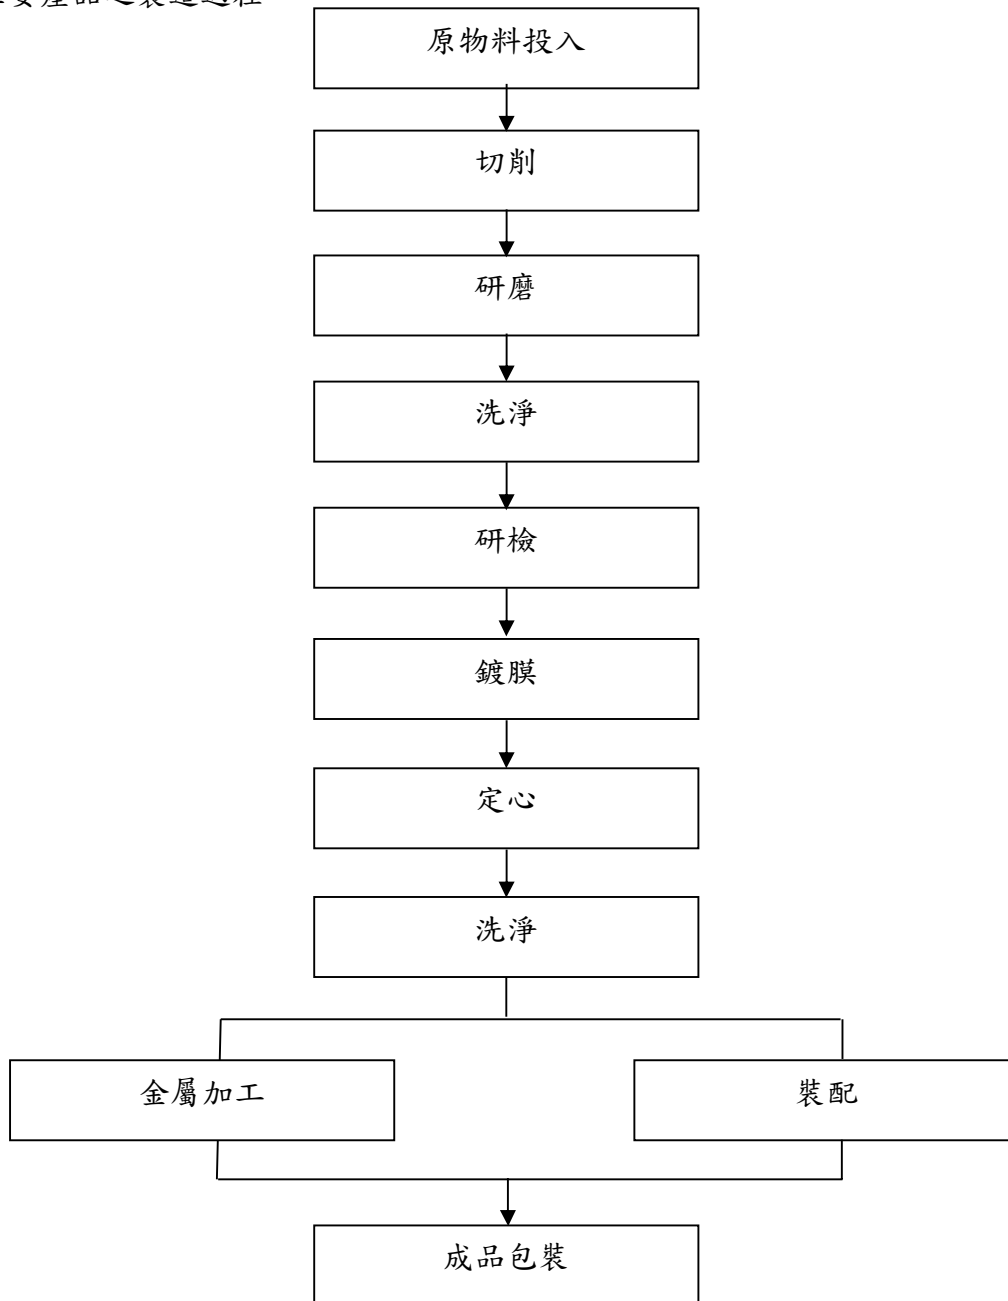 要產品之製造過程
原物料投入
切削
研磨
洗淨
研檢
鍍膜
定心
洗淨
金屬加工
裝配
成品包裝